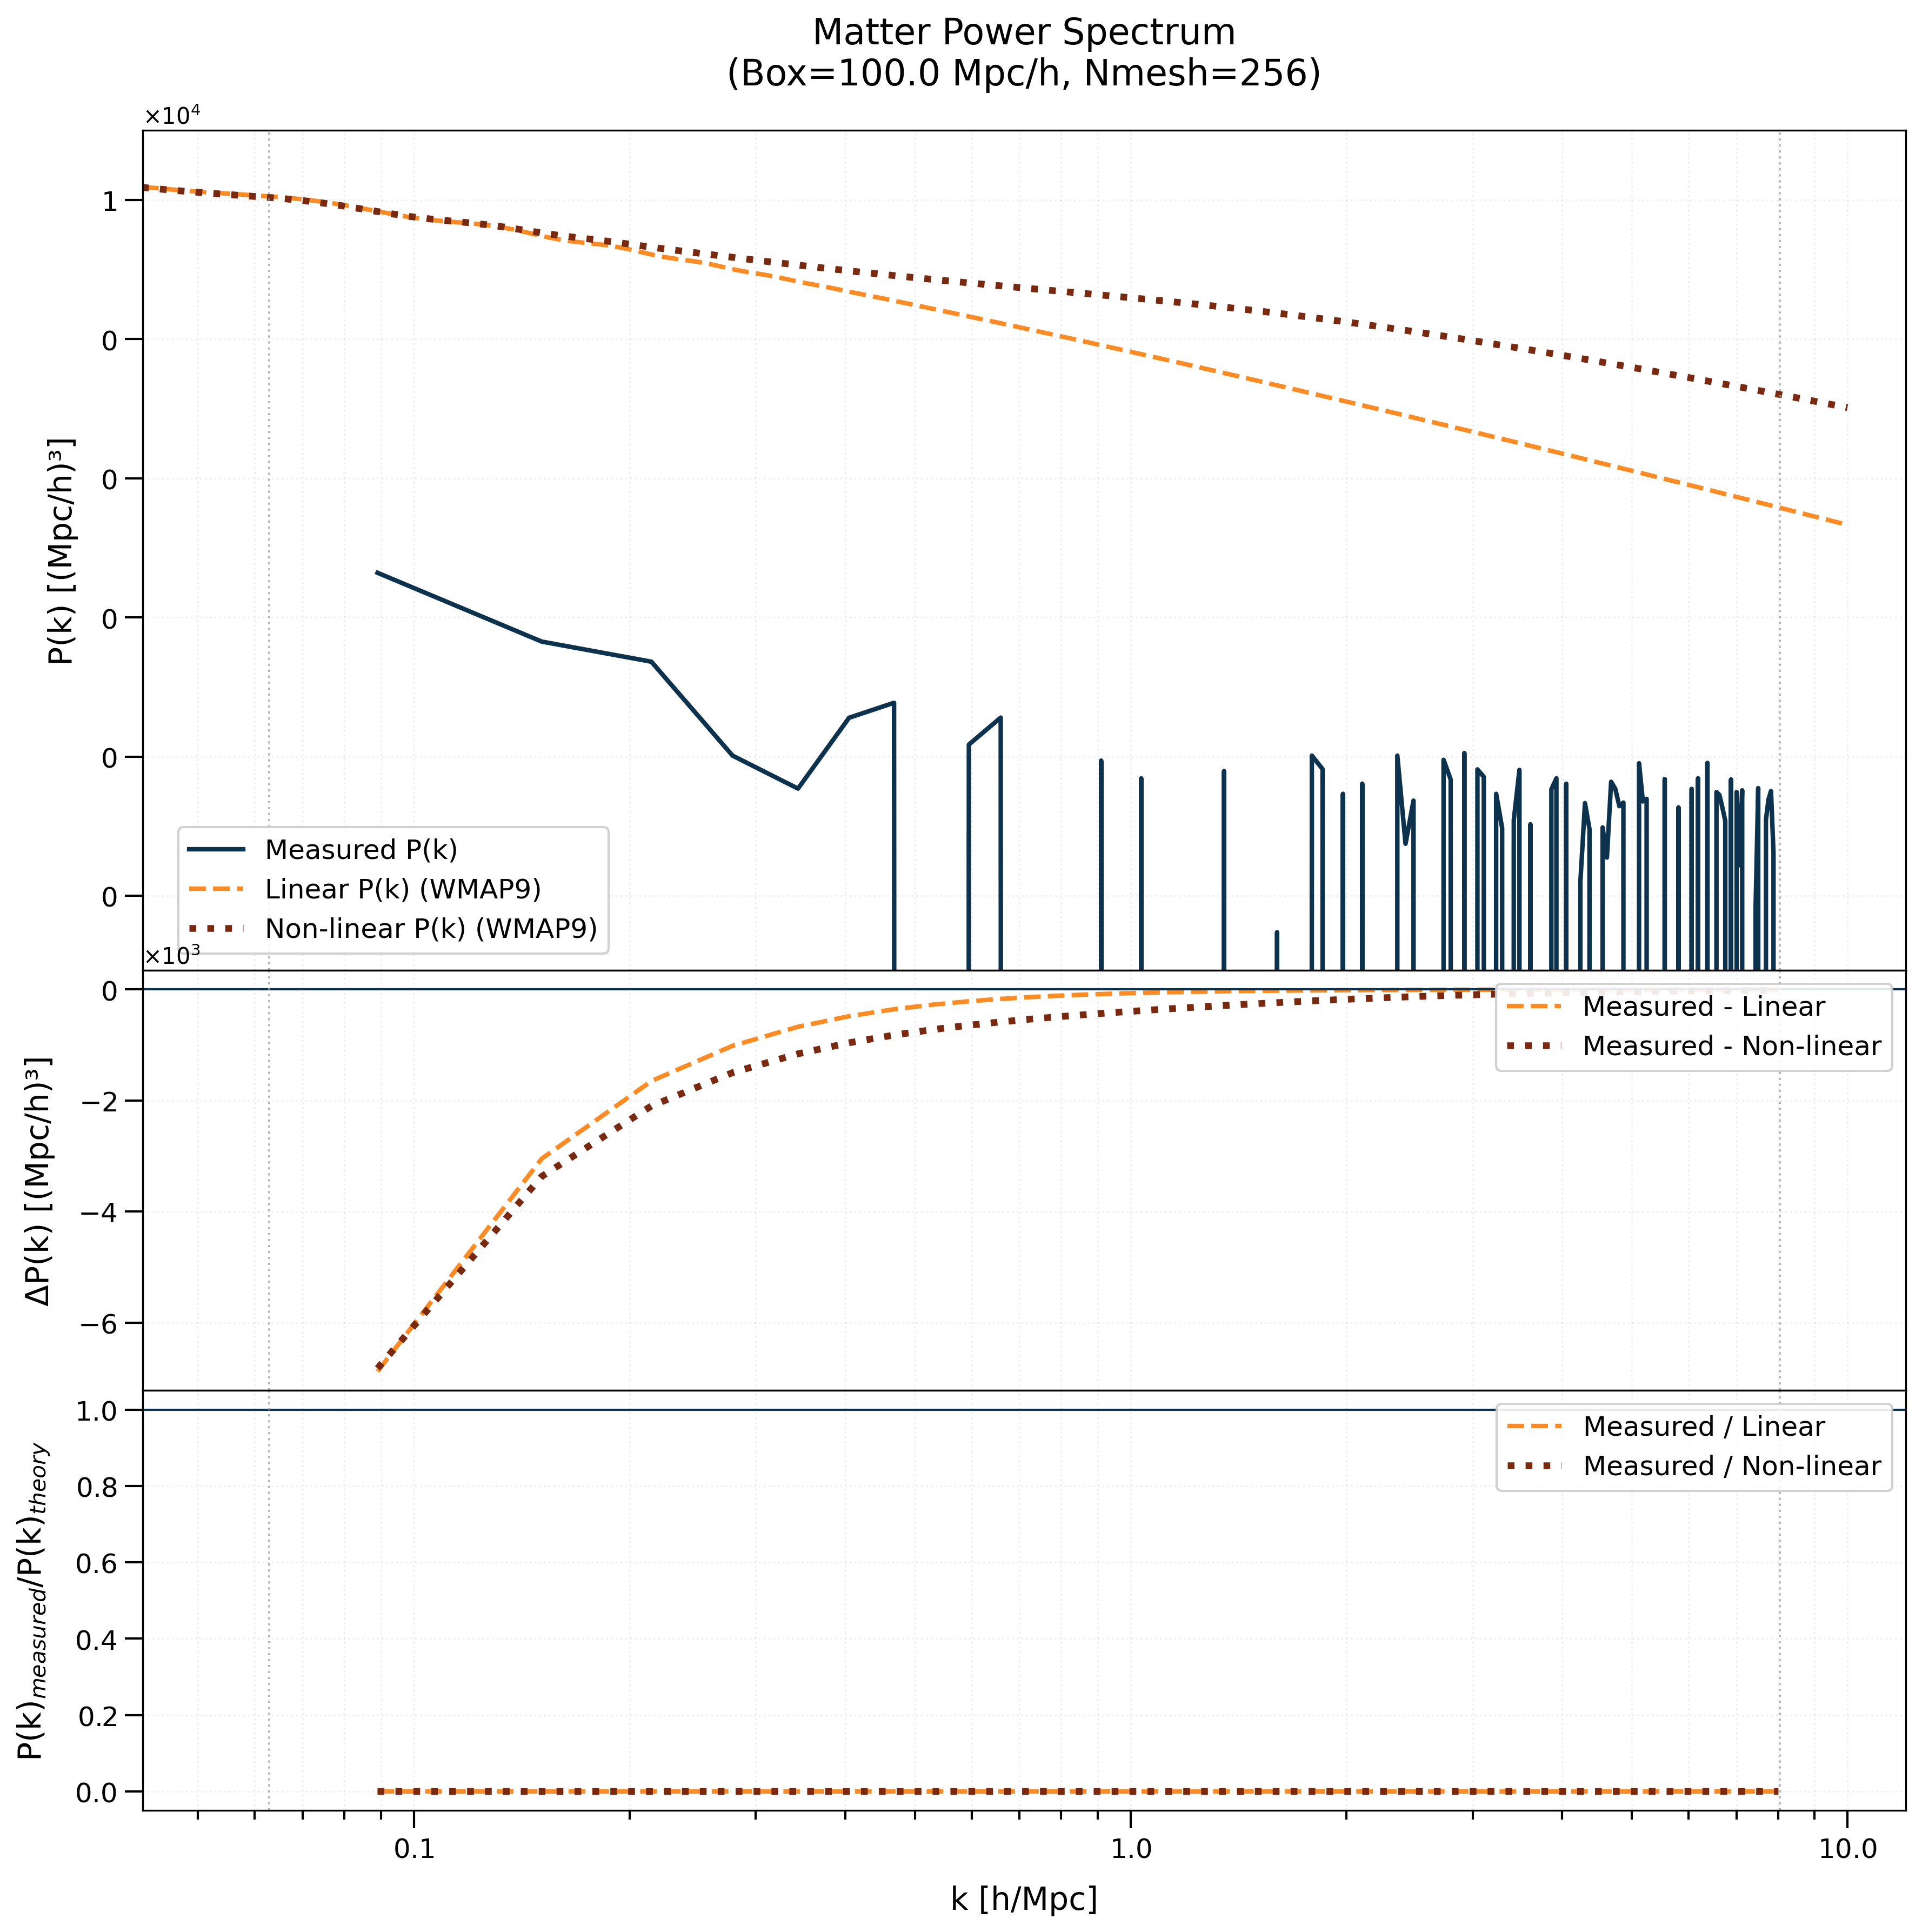 Matter Power Spectrum
(Box=100.0 Mpc/h, Nmesh=256)
×10⁴
1
0
0
0
0
0
P(k) [(Mpc/h)³]
Measured P(k)
Linear P(k) (WMAP9)
Non-linear P(k) (WMAP9)
×10³
0
−2
−4
−6
ΔP(k) [(Mpc/h)³]
Measured - Linear
Measured - Non-linear
1.0
0.8
0.6
0.4
0.2
0.0
P(k)measured/P(k)theory
Measured / Linear
Measured / Non-linear
0.1
1.0
10.0
k [h/Mpc]